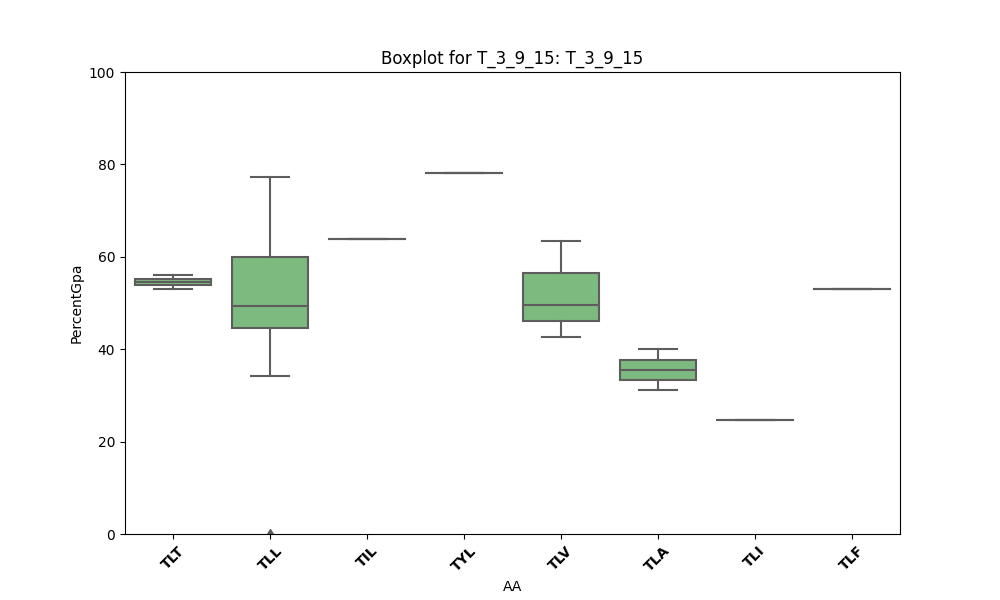 Boxplot for T_3_9_15: T_3_9_15
100
80
60
40
20
0
PercentGpa
TLT
TLL
TIL
TYL
TLV
TLA
TLI
TLF
AA